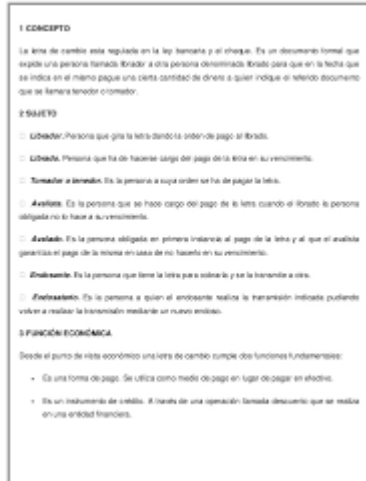 1 CONCEPTO
La letra de cambio esta regulada en la ley bancaria y el cheque. Es un documento formal que
expide una persona llamada librador a otra persona denominada librado para que en la fecha que
se indica en el mismo pague una cierta cantidad de dinero a quien indique el referido documento
que se llamara tenedor o tomador.
2 SUJETO
Librador. Persona que gira la letra dando la orden de pago al librado.
Librado. Persona que ha de hacerse cargo del pago de la letra en su vencimiento.
Tomador o tenedor. Es la persona a cuya orden se ha de pagar la letra.
Avalista. Es la persona que se hace cargo del pago de la letra cuando el librado la persona
obligada no lo hace a su vencimiento.
Avalado. Es la persona obligada en primera instancia al pago de la letra y al que el avalista
garantiza el pago de la misma en caso de no hacerlo en su vencimiento.
Endosante. Es la persona que tiene la letra para cobrarla y se la transmite a otra.
Endosatario. Es la persona a quien el endosante realiza la transmisión indicada pudiendo
volver a realizar la transmisión mediante un nuevo endoso.
3 FUNCIÓN ECONÓMICA
Desde el punto de vista económico una letra de cambio cumple dos funciones fundamentales:
• Es una forma de pago. Se utiliza como medio de pago en lugar de pagar en efectivo.
• Es un instrumento de crédito. A través de una operación llamada descuento que se realiza
en una entidad financiera.